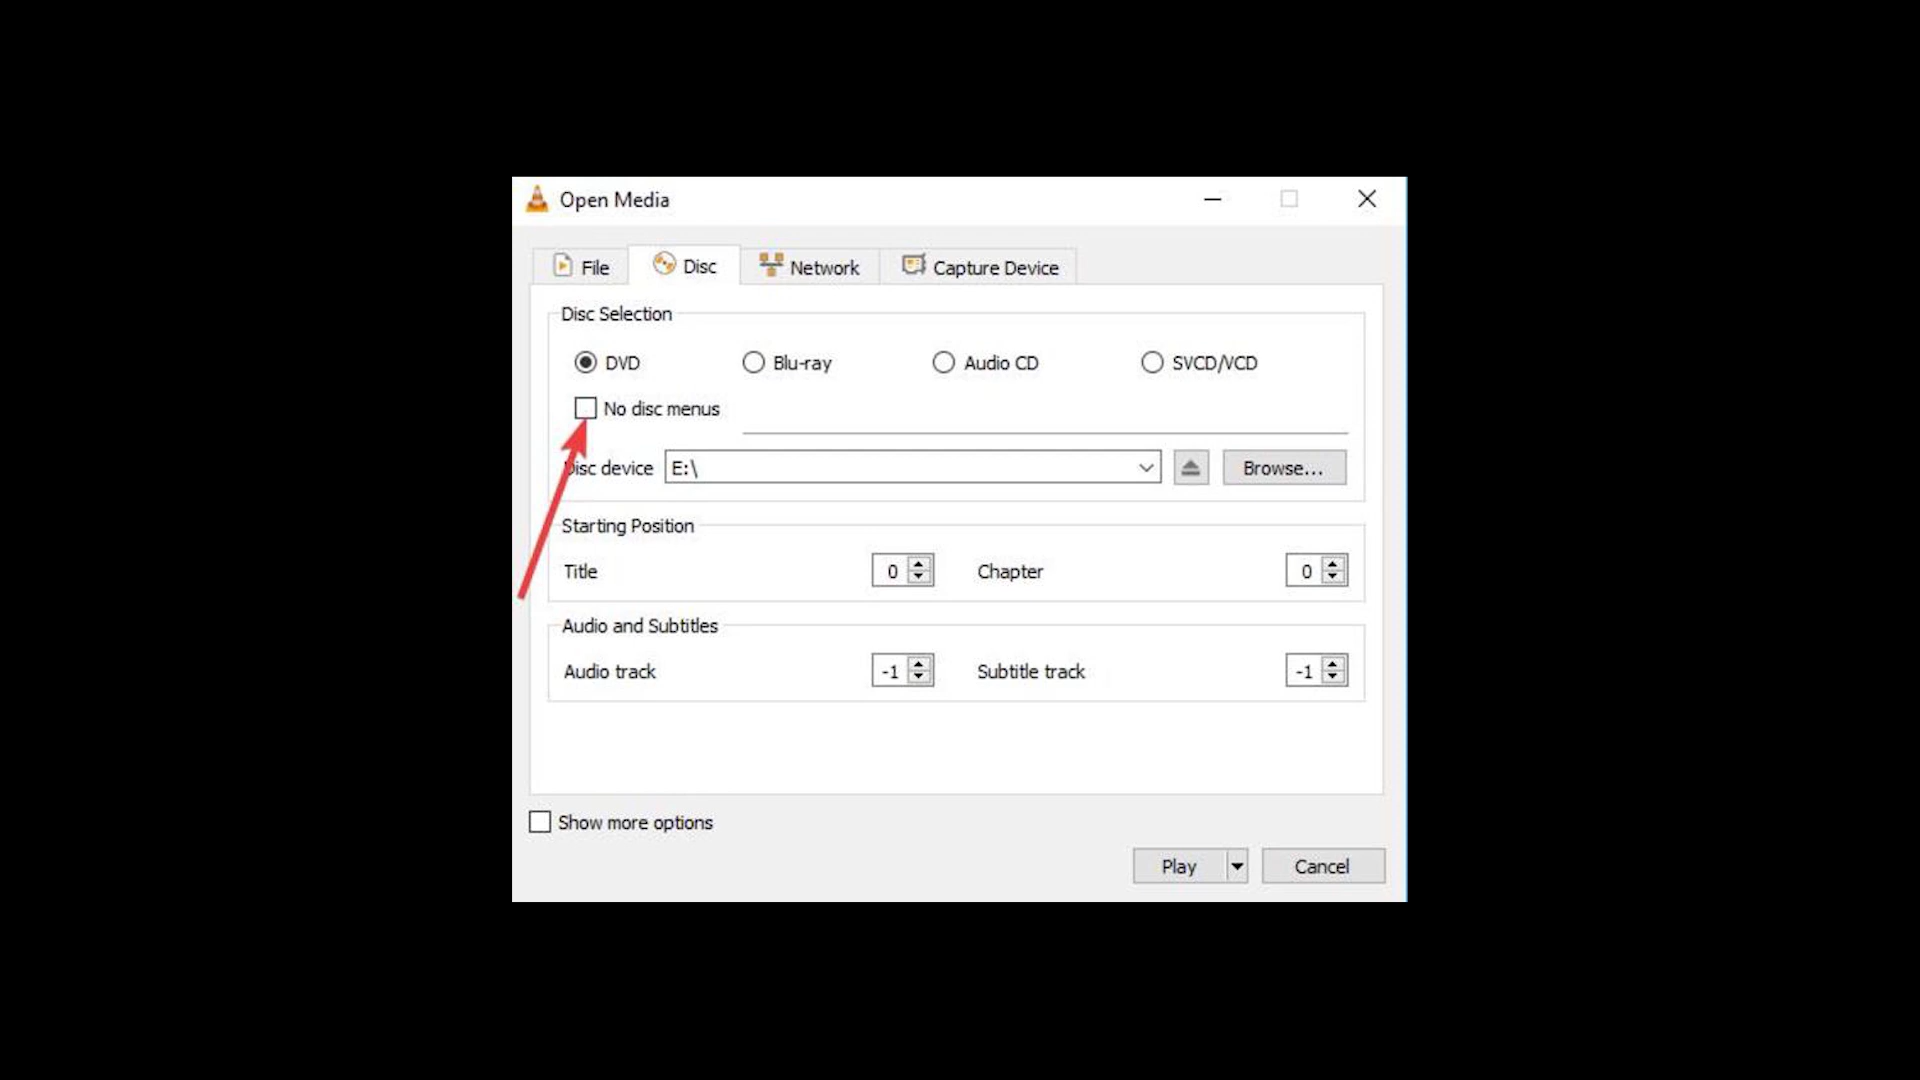 Open Media
File Disc Network Capture Device
Disc Selection
DVD Blu-ray Audio CD SVCD/VCD
No disc menus
Disc device E:\ Browse...
Starting Position
Title 0 Chapter 0
Audio and Subtitles
Audio track -1 Subtitle track -1
Show more options
Play Cancel